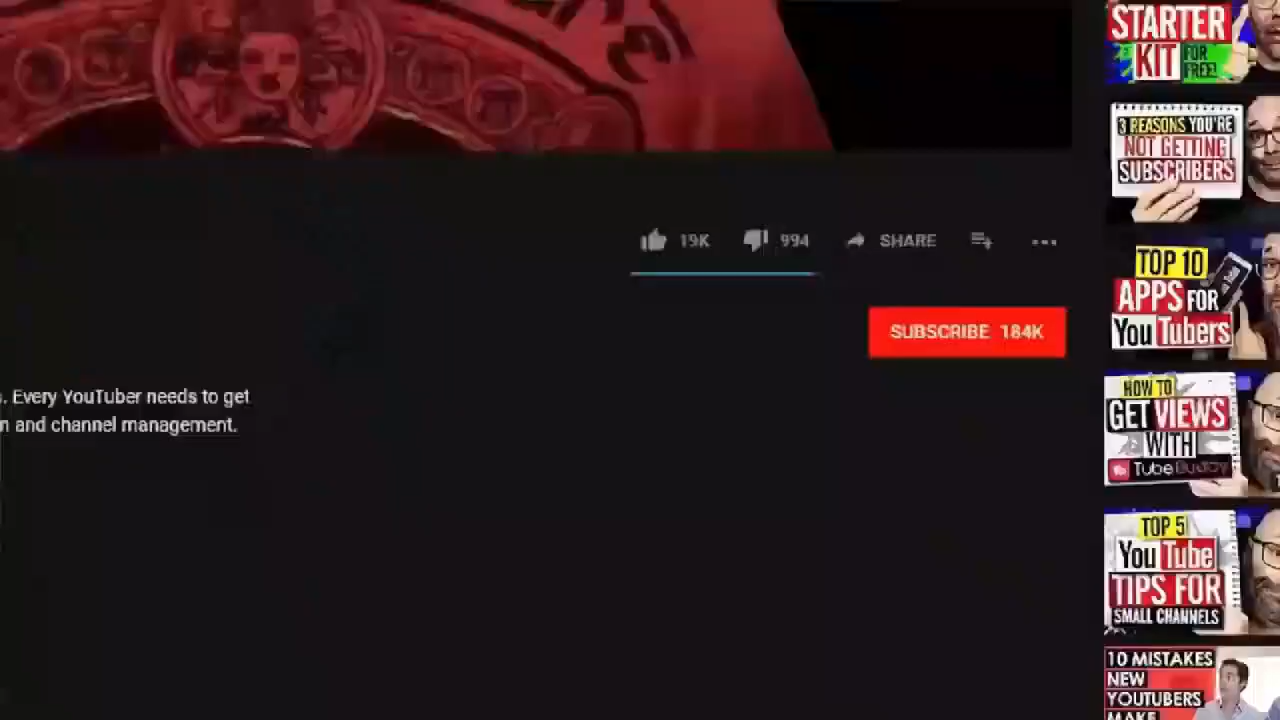 19K
994
SHARE
SUBSCRIBE 184K
. Every YouTuber needs to get
n and channel management.
STARTER
KIT FOR
FREE!
3 REASONS YOU'RE
NOT GETTING
SUBSCRIBERS
TOP 10
APPS FOR
YouTubers
HOW TO
GET VIEWS
WITH
TubeBuddy
TOP 5
YouTube
TIPS FOR
SMALL CHANNELS
10 MISTAKES
NEW
YOUTUBERS
MAKE